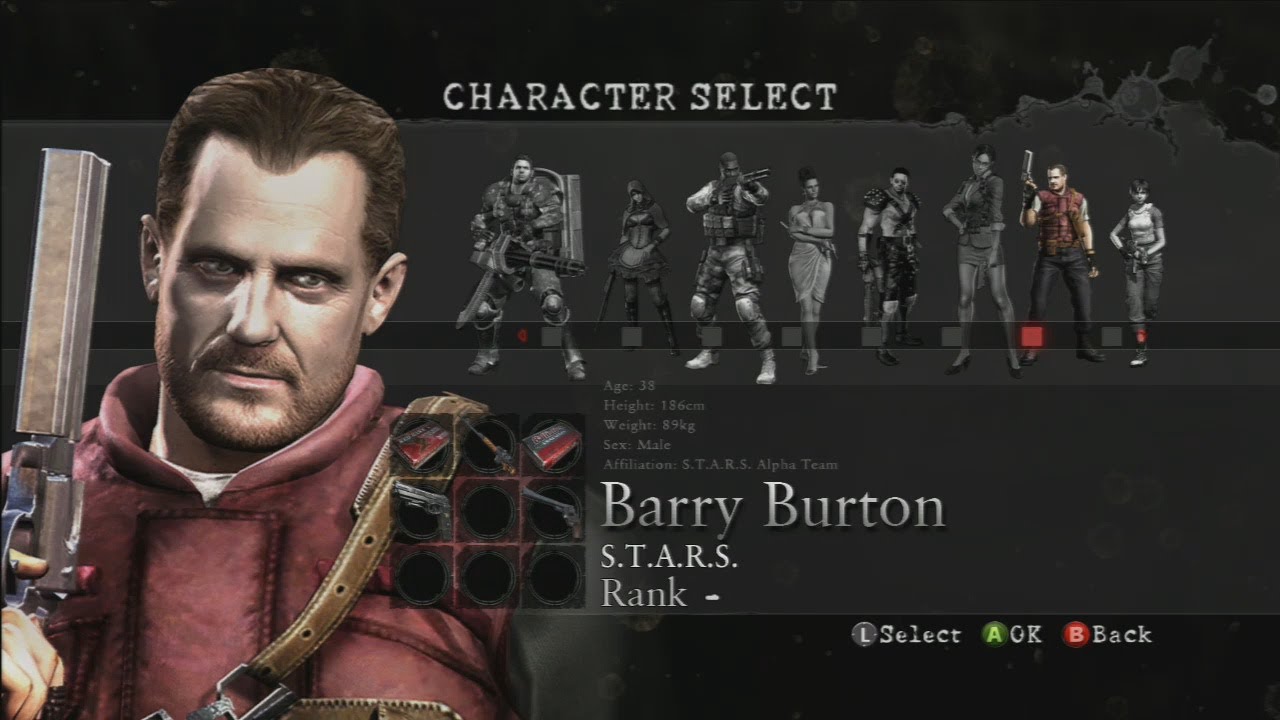 CHARACTER SELECT
Age: 38
Height: 186cm
Weight: 89kg
Sex: Male
Affiliation: S.T.A.R.S. Alpha Team
Barry Burton
S.T.A.R.S.
Rank -
L Select A OK B Back